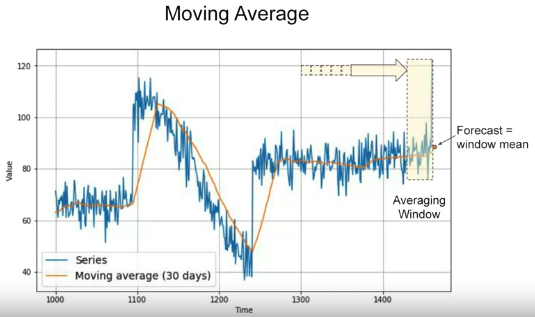 Moving Average
120
100
80
60
40
Value
Forecast =
window mean
Averaging
Window
Series
Moving average (30 days)
1000
1100
1200
1300
1400
Time